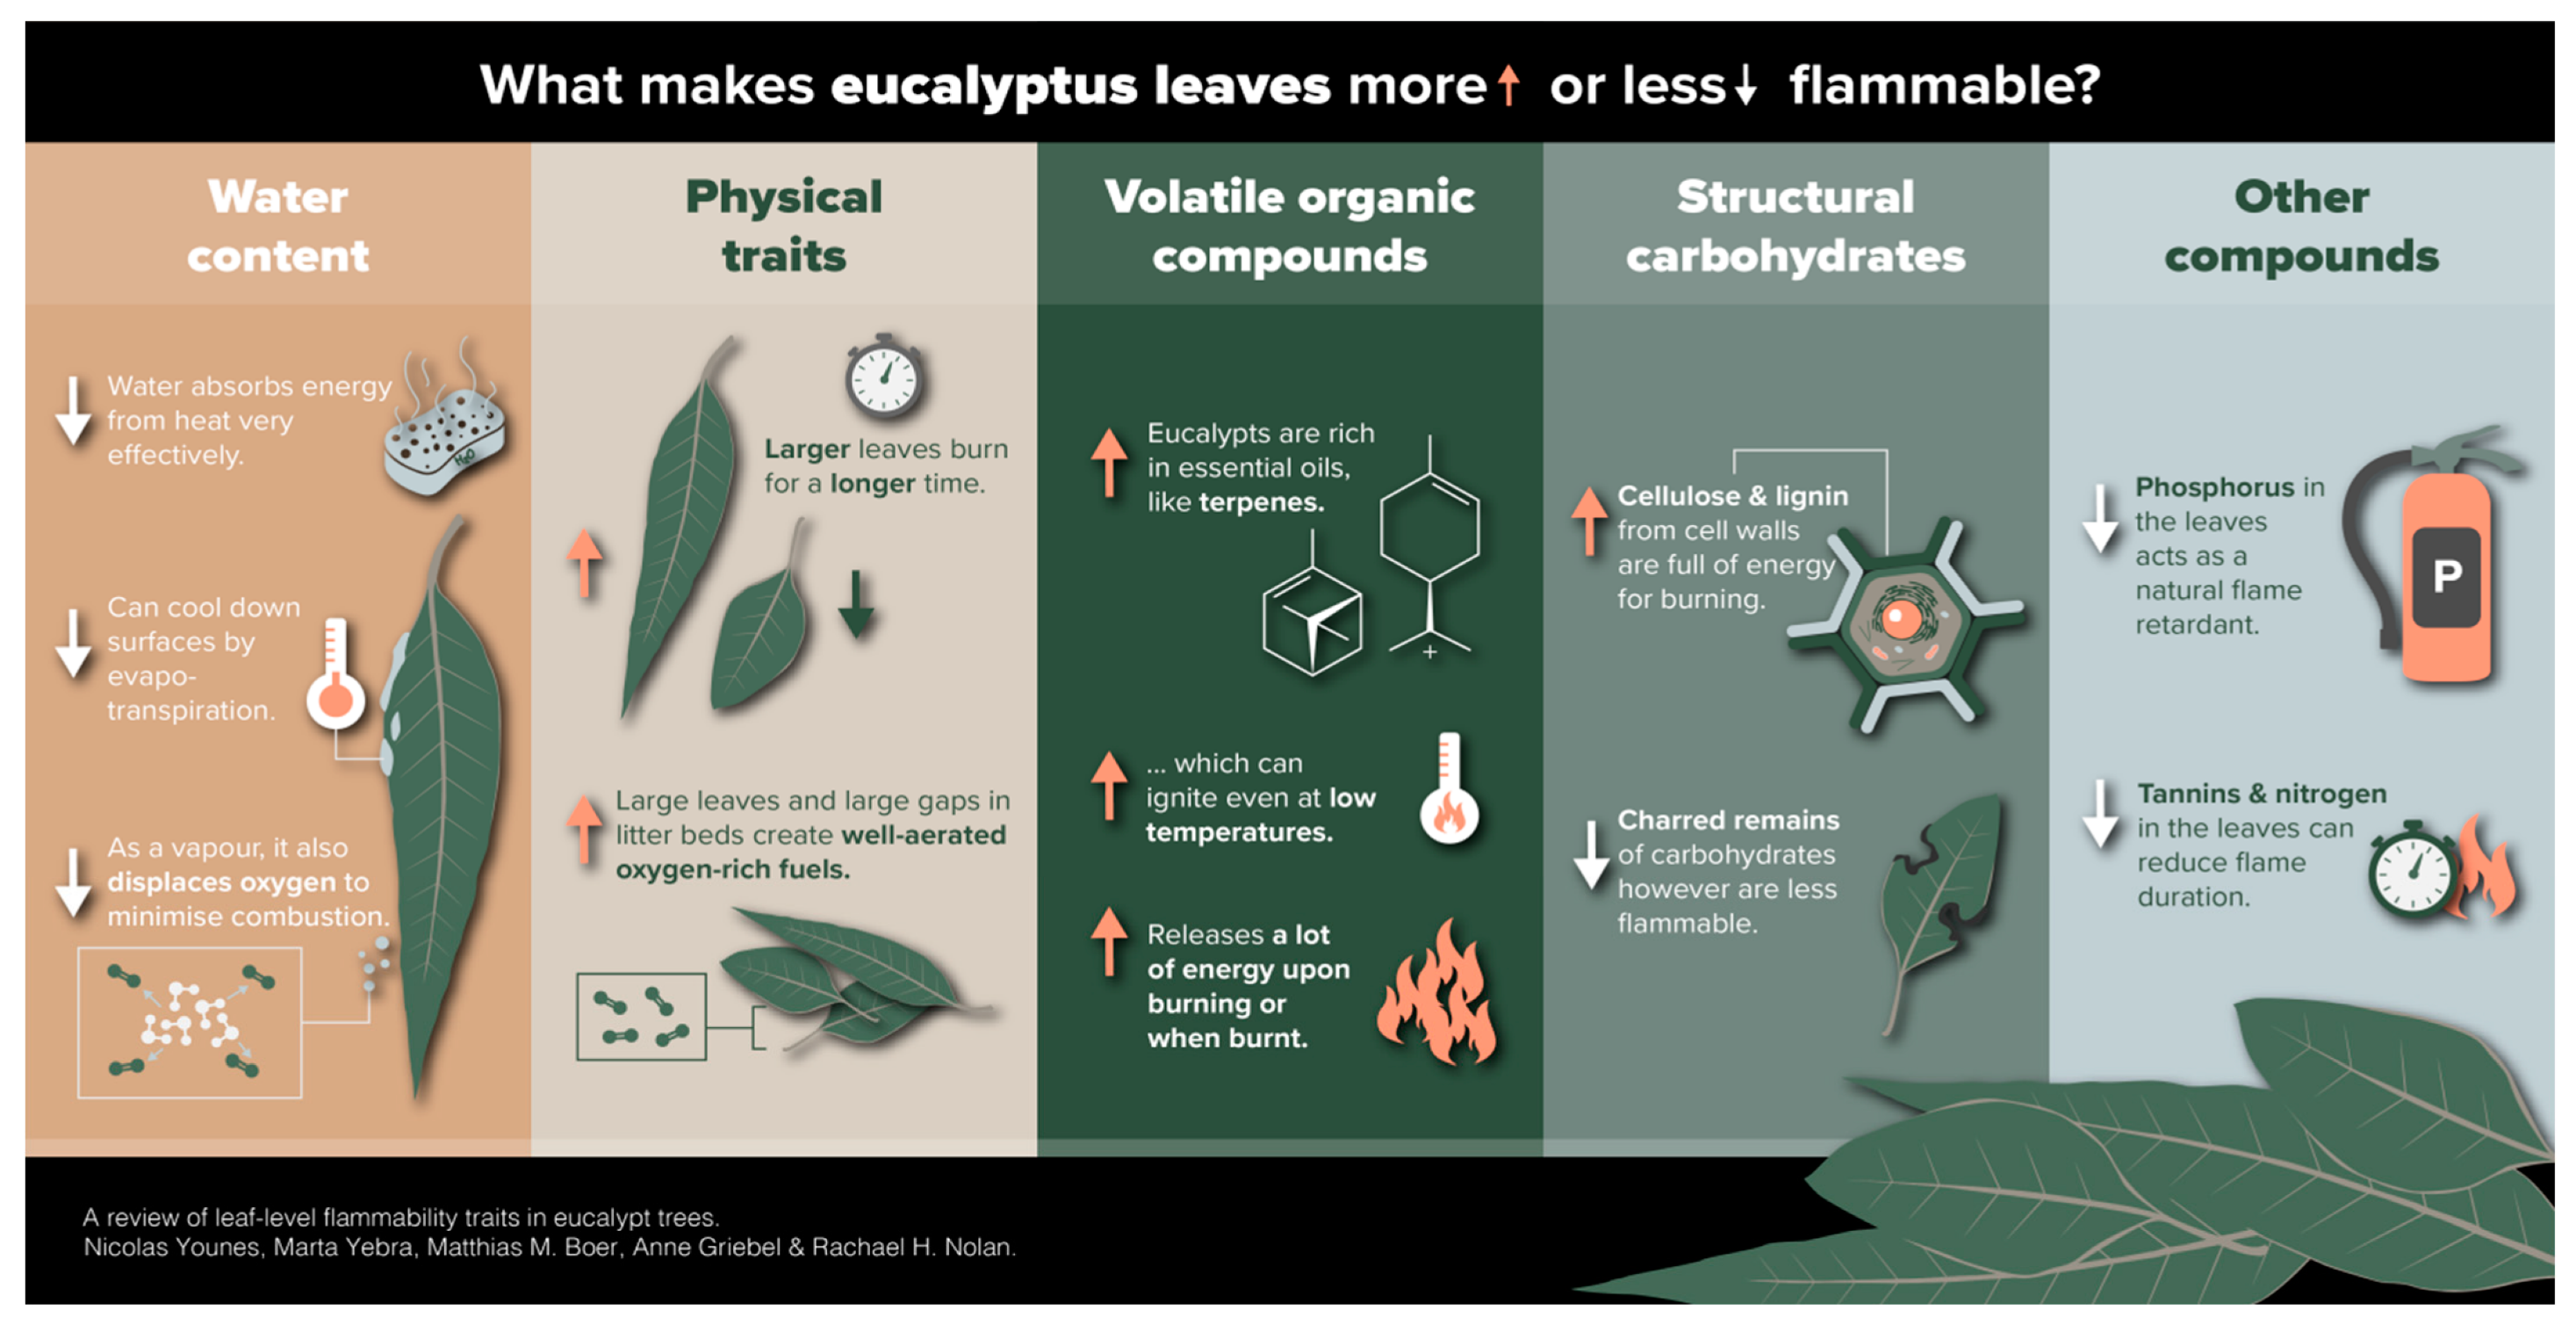 What makes eucalyptus leaves more↑ or less↓ flammable?
Water
content
Water absorbs energy
from heat very
effectively.
H₂O
Can cool down
surfaces by
evapo-
transpiration.
As a vapour, it also
displaces oxygen to
minimise combustion.
Physical
traits
Larger leaves burn
for a longer time.
Large leaves and large gaps in
litter beds create well-aerated
oxygen-rich fuels.
Volatile organic
compounds
Eucalypts are rich
in essential oils,
like terpenes.
+
... which can
ignite even at low
temperatures.
Releases a lot
of energy upon
burning or
when burnt.
Structural
carbohydrates
Cellulose & lignin
from cell walls
are full of energy
for burning.
Charred remains
of carbohydrates
however are less
flammable.
Other
compounds
Phosphorus in
the leaves
acts as a
natural flame
retardant.
P
Tannins & nitrogen
in the leaves can
reduce flame
duration.
A review of leaf-level flammability traits in eucalypt trees.
Nicolas Younes, Marta Yebra, Matthias M. Boer, Anne Griebel & Rachael H. Nolan.